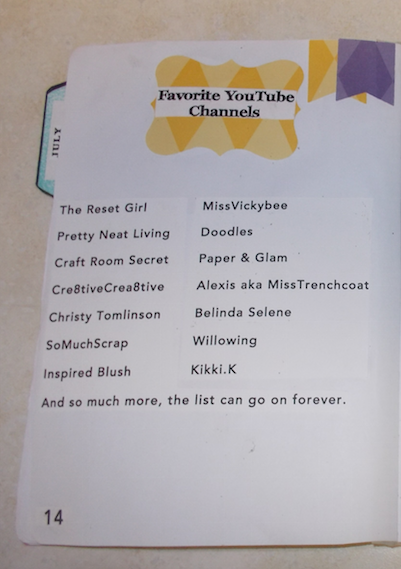 JULY
Favorite YouTube
Channels
The Reset Girl
Pretty Neat Living
Craft Room Secret
Cre8tiveCrea8tive
Christy Tomlinson
SoMuchScrap
Inspired Blush
MissVickybee
Doodles
Paper & Glam
Alexis aka MissTrenchcoat
Belinda Selene
Willowing
Kikki.K
And so much more, the list can go on forever.
14